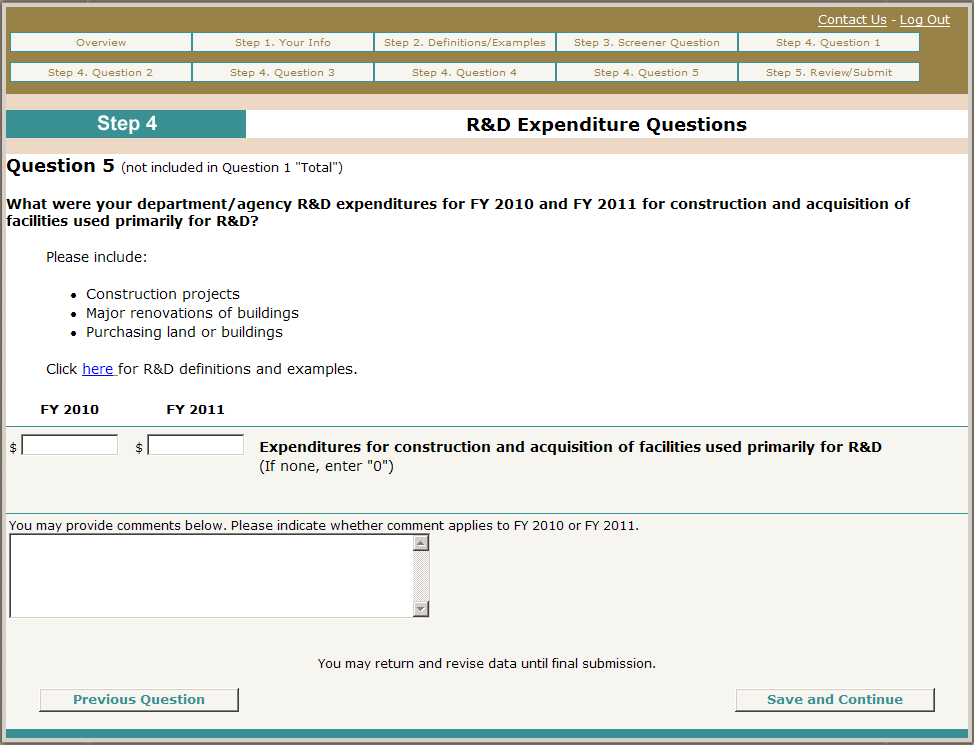 Contact Us - Log Out
Overview
Step 1. Your Info
Step 2. Definitions/Examples
Step 3. Screener Question
Step 4. Question 1
Step 4. Question 2
Step 4. Question 3
Step 4. Question 4
Step 4. Question 5
Step 5. Review/Submit
Step 4
R&D Expenditure Questions
Question 5 (not included in Question 1 "Total")
What were your department/agency R&D expenditures for FY 2010 and FY 2011 for construction and acquisition of
facilities used primarily for R&D?
Please include:
• Construction projects
• Major renovations of buildings
• Purchasing land or buildings
Click here for R&D definitions and examples.
FY 2010 FY 2011
$ $ Expenditures for construction and acquisition of facilities used primarily for R&D
(If none, enter "0")
You may provide comments below. Please indicate whether comment applies to FY 2010 or FY 2011.
You may return and revise data until final submission.
Previous Question
Save and Continue